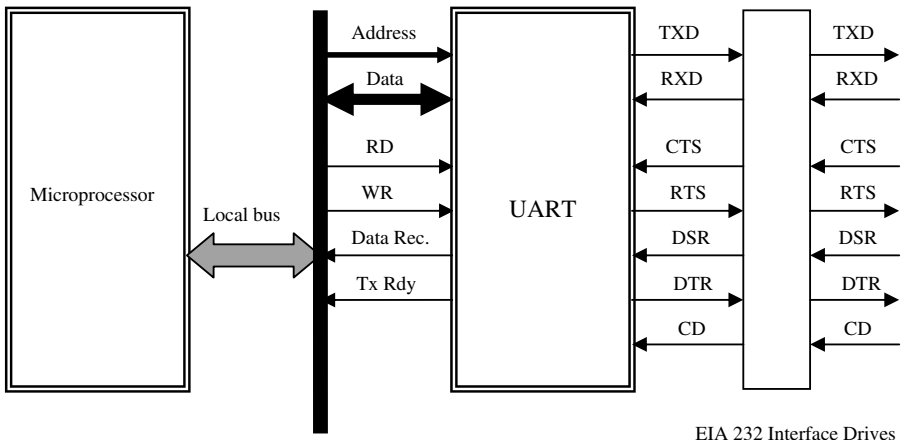 Microprocessor
Local bus
Address
Data
RD
WR
Data Rec.
Tx Rdy
UART
TXD
RXD
CTS
RTS
DSR
DTR
CD
TXD
RXD
CTS
RTS
DSR
DTR
CD
EIA 232 Interface Drives